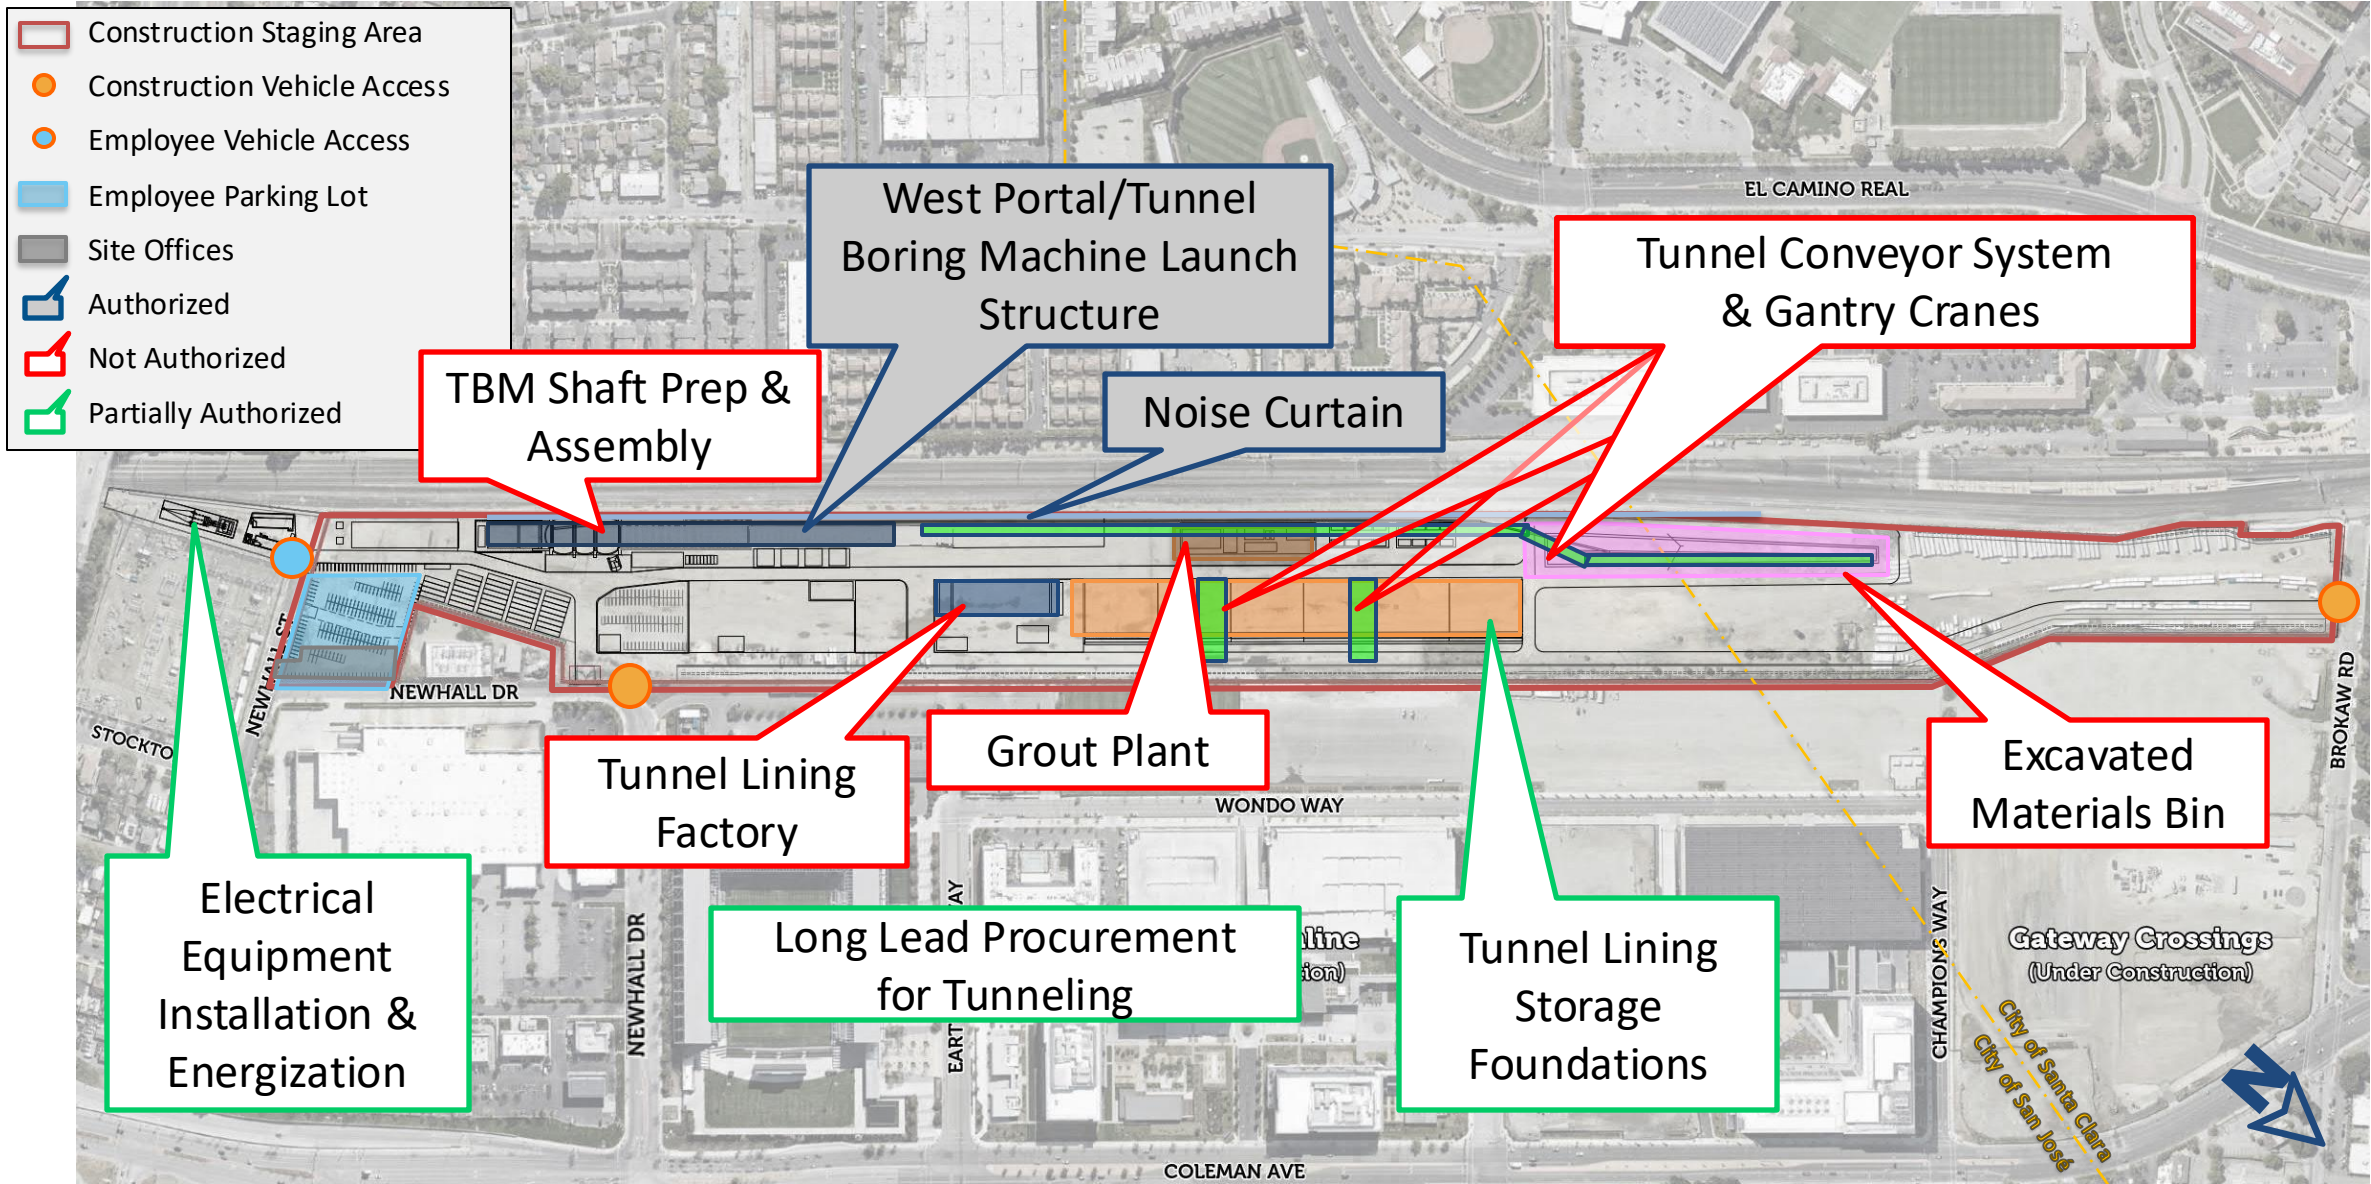 Construction Staging Area
Construction Vehicle Access
Employee Vehicle Access
Employee Parking Lot
Site Offices
Authorized
Not Authorized
Partially Authorized
EL CAMINO REAL
West Portal/Tunnel
Boring Machine Launch
Structure
Tunnel Conveyor System
& Gantry Cranes
TBM Shaft Prep &
Assembly
Noise Curtain
NEWHALL ST
NEWHALL DR
STOCKTO
BROKAW RD
Tunnel Lining
Factory
Grout Plant
Excavated
Materials Bin
WONDO WAY
Electrical
Equipment
Installation &
Energization
NEWHALL DR
EART
WAY
Long Lead Procurement
for Tunneling
Tunnel Lining
Storage
Foundations
CHAMPIONS WAY
Gateway Crossings
(Under Construction)
City of Santa Clara
City of San José
N
COLEMAN AVE